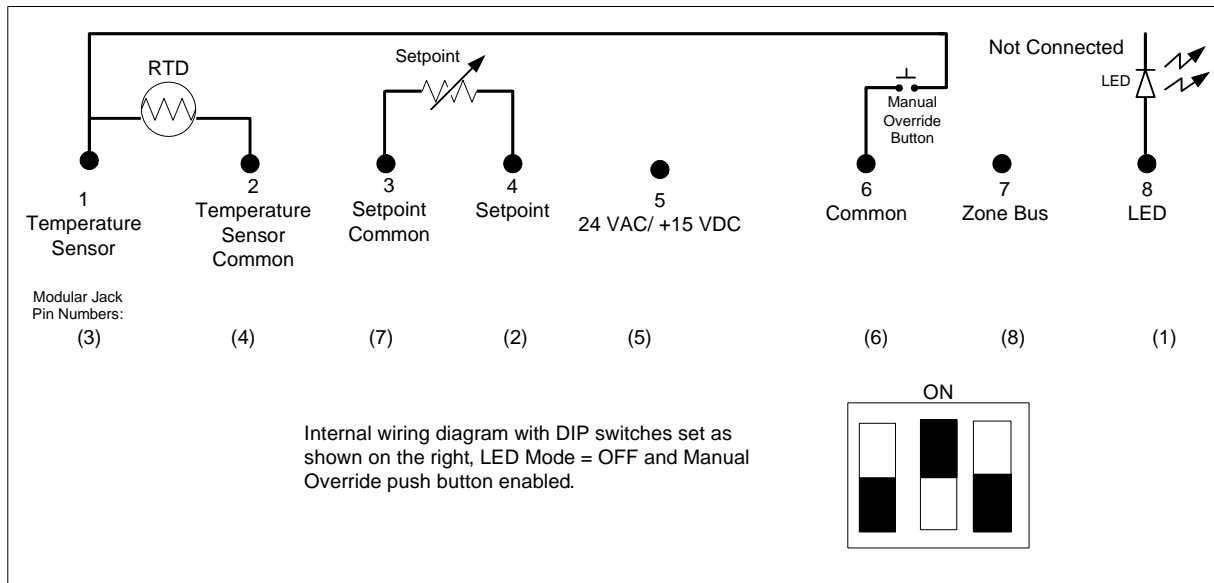 RTD
Setpoint
Not Connected
LED
Manual
Override
Button
1
Temperature
Sensor
2
Temperature
Sensor
Common
3
Setpoint
Common
4
Setpoint
5
24 VAC/ +15 VDC
6
Common
7
Zone Bus
8
LED
Modular Jack
Pin Numbers:
(3) (4) (7) (2) (5) (6) (8) (1)
ON
Internal wiring diagram with DIP switches set as
shown on the right, LED Mode = OFF and Manual
Override push button enabled.